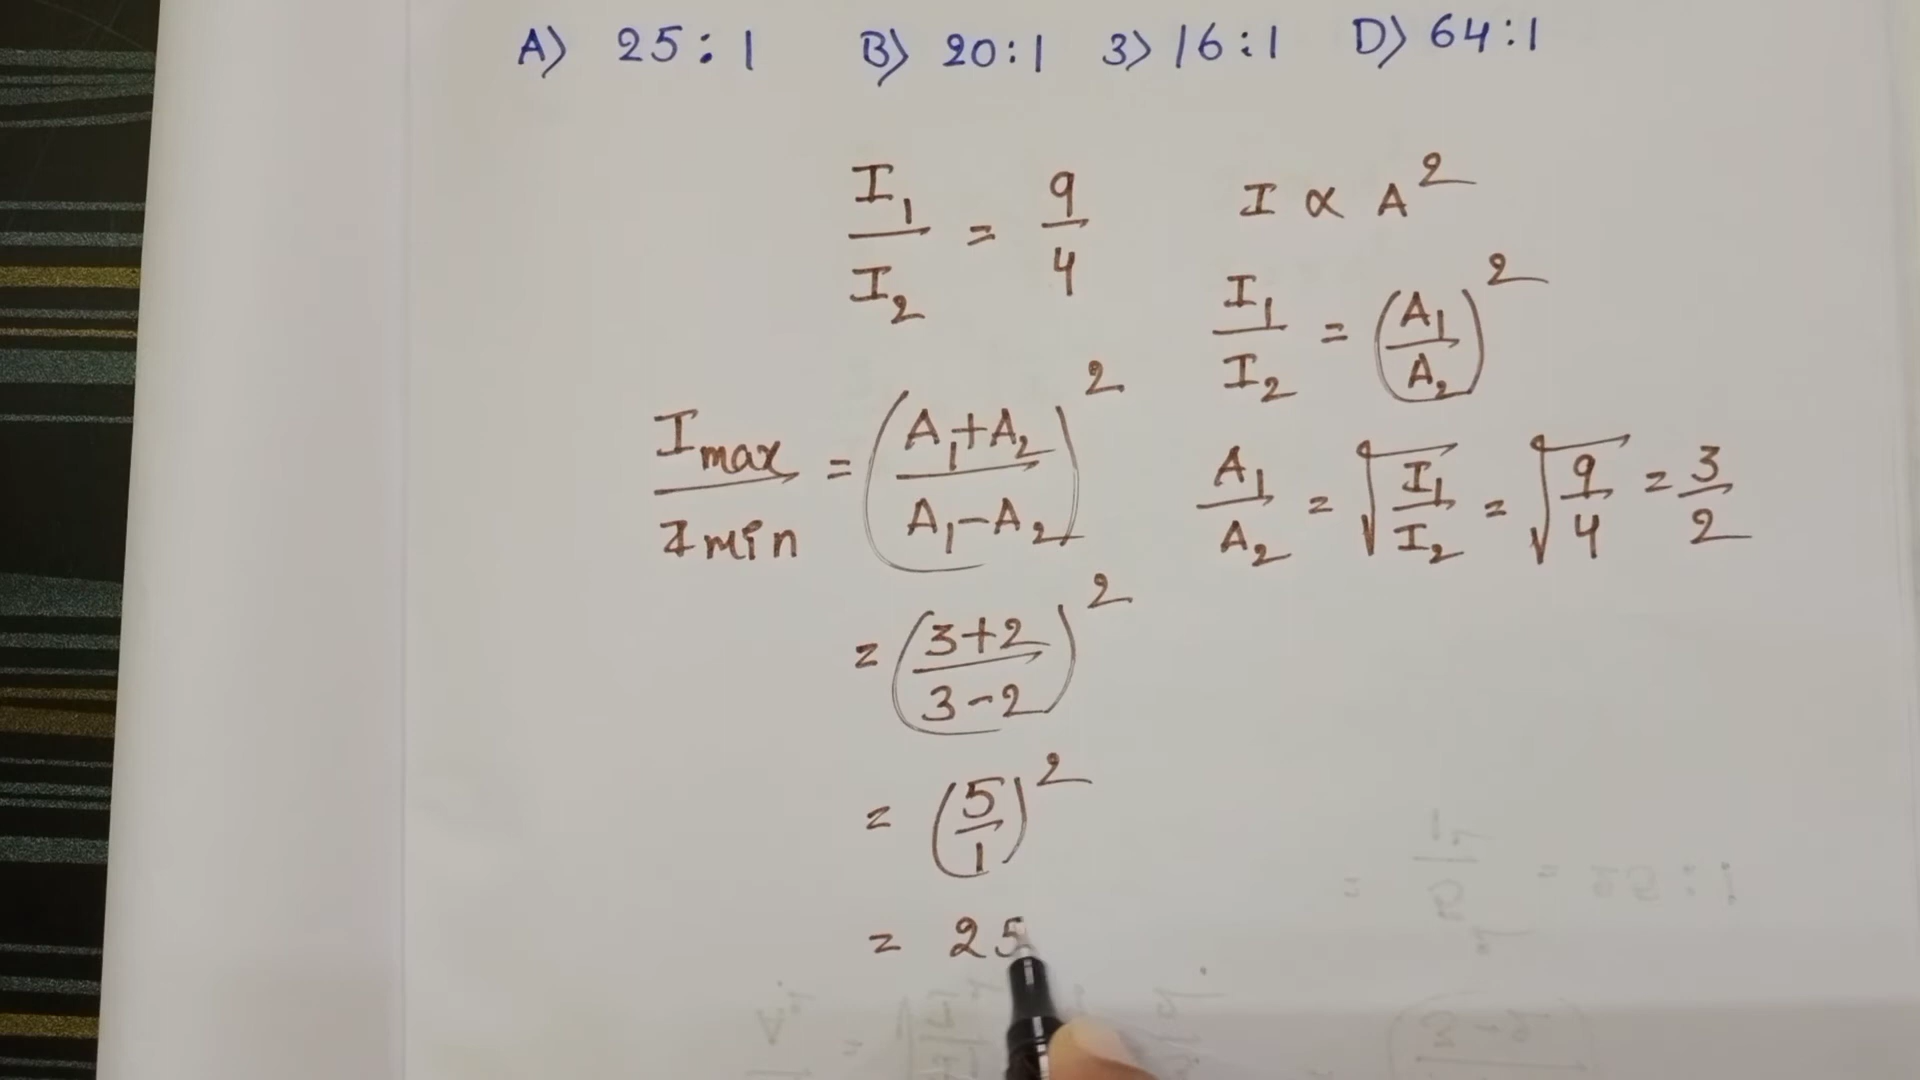 A) 25:1 B) 20:1 3) 16:1 D) 64:1
I₁/I₂ = 9/4
I ∝ A²
I₁/I₂ = (A₁/A₂)²
Imax/Imin = ((A₁+A₂)/(A₁-A₂))²
A₁/A₂ = √(I₁/I₂) = √(9/4) = 3/2
= ((3+2)/(3-2))²
= (5/1)²
= 25